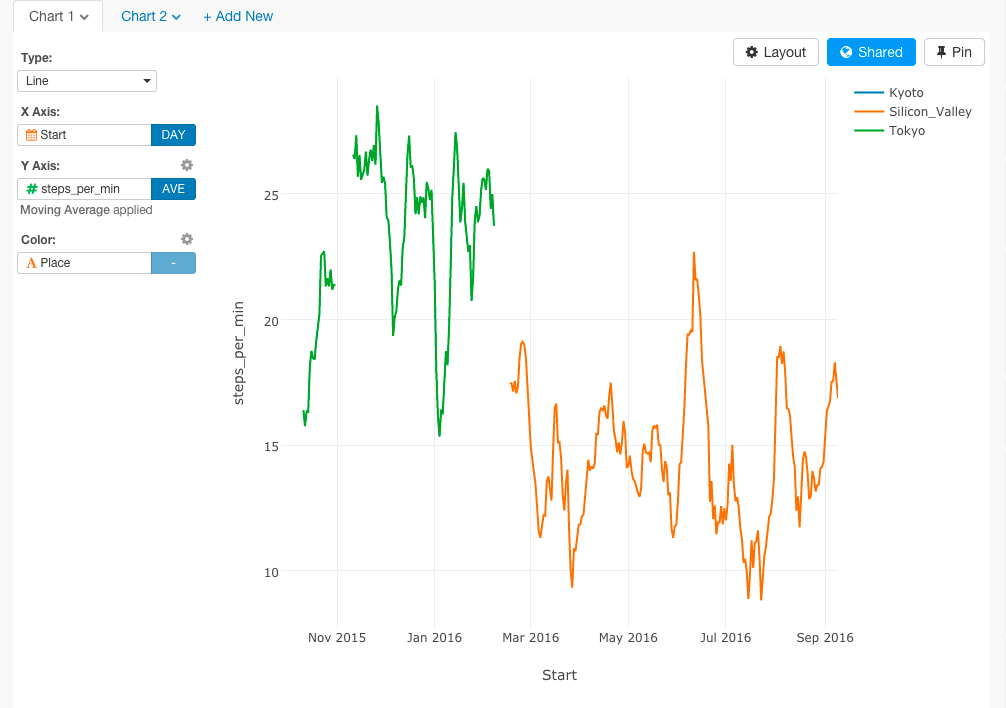 Chart 1
Chart 2
+ Add New
Layout
Shared
Pin
Type:
Line
X Axis:
Start
DAY
Y Axis:
# steps_per_min
AVE
Moving Average applied
Color:
A Place
-
Kyoto
Silicon_Valley
Tokyo
steps_per_min
25
20
15
10
Nov 2015
Jan 2016
Mar 2016
May 2016
Jul 2016
Sep 2016
Start